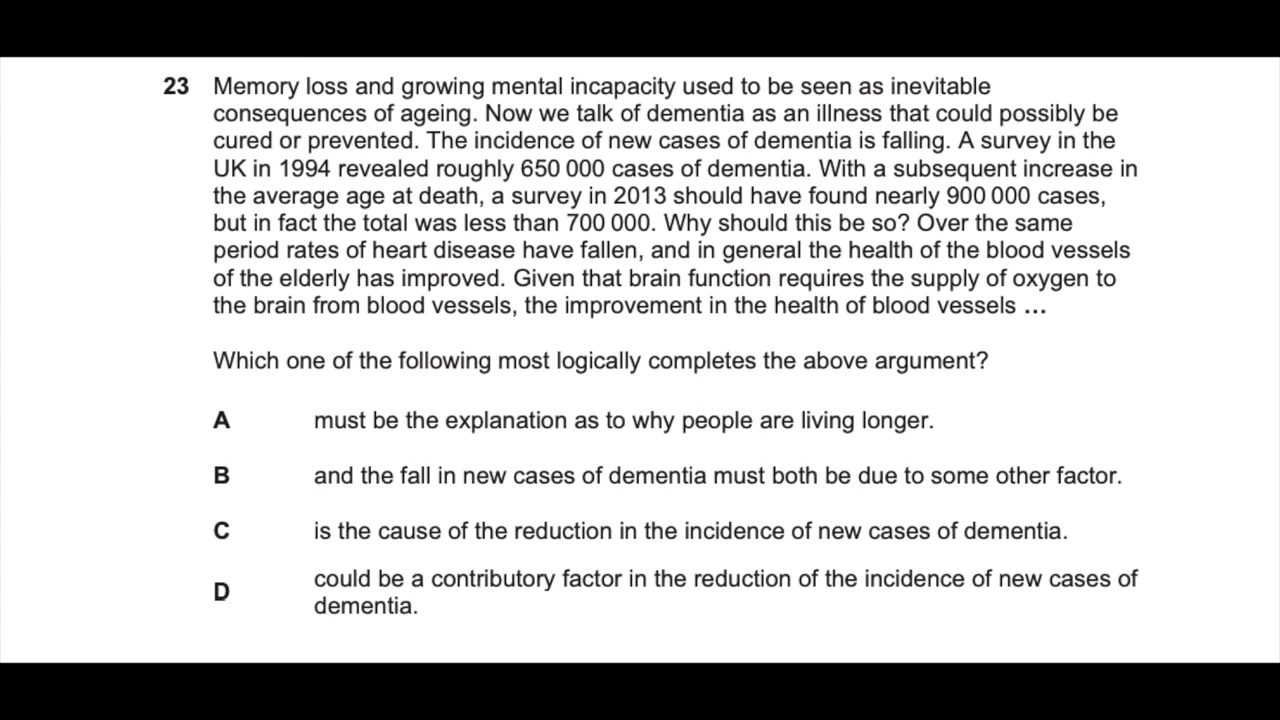 23 Memory loss and growing mental incapacity used to be seen as inevitable
consequences of ageing. Now we talk of dementia as an illness that could possibly be
cured or prevented. The incidence of new cases of dementia is falling. A survey in the
UK in 1994 revealed roughly 650 000 cases of dementia. With a subsequent increase in
the average age at death, a survey in 2013 should have found nearly 900 000 cases,
but in fact the total was less than 700 000. Why should this be so? Over the same
period rates of heart disease have fallen, and in general the health of the blood vessels
of the elderly has improved. Given that brain function requires the supply of oxygen to
the brain from blood vessels, the improvement in the health of blood vessels ...
Which one of the following most logically completes the above argument?
A must be the explanation as to why people are living longer.
B and the fall in new cases of dementia must both be due to some other factor.
C is the cause of the reduction in the incidence of new cases of dementia.
D could be a contributory factor in the reduction of the incidence of new cases of
dementia.